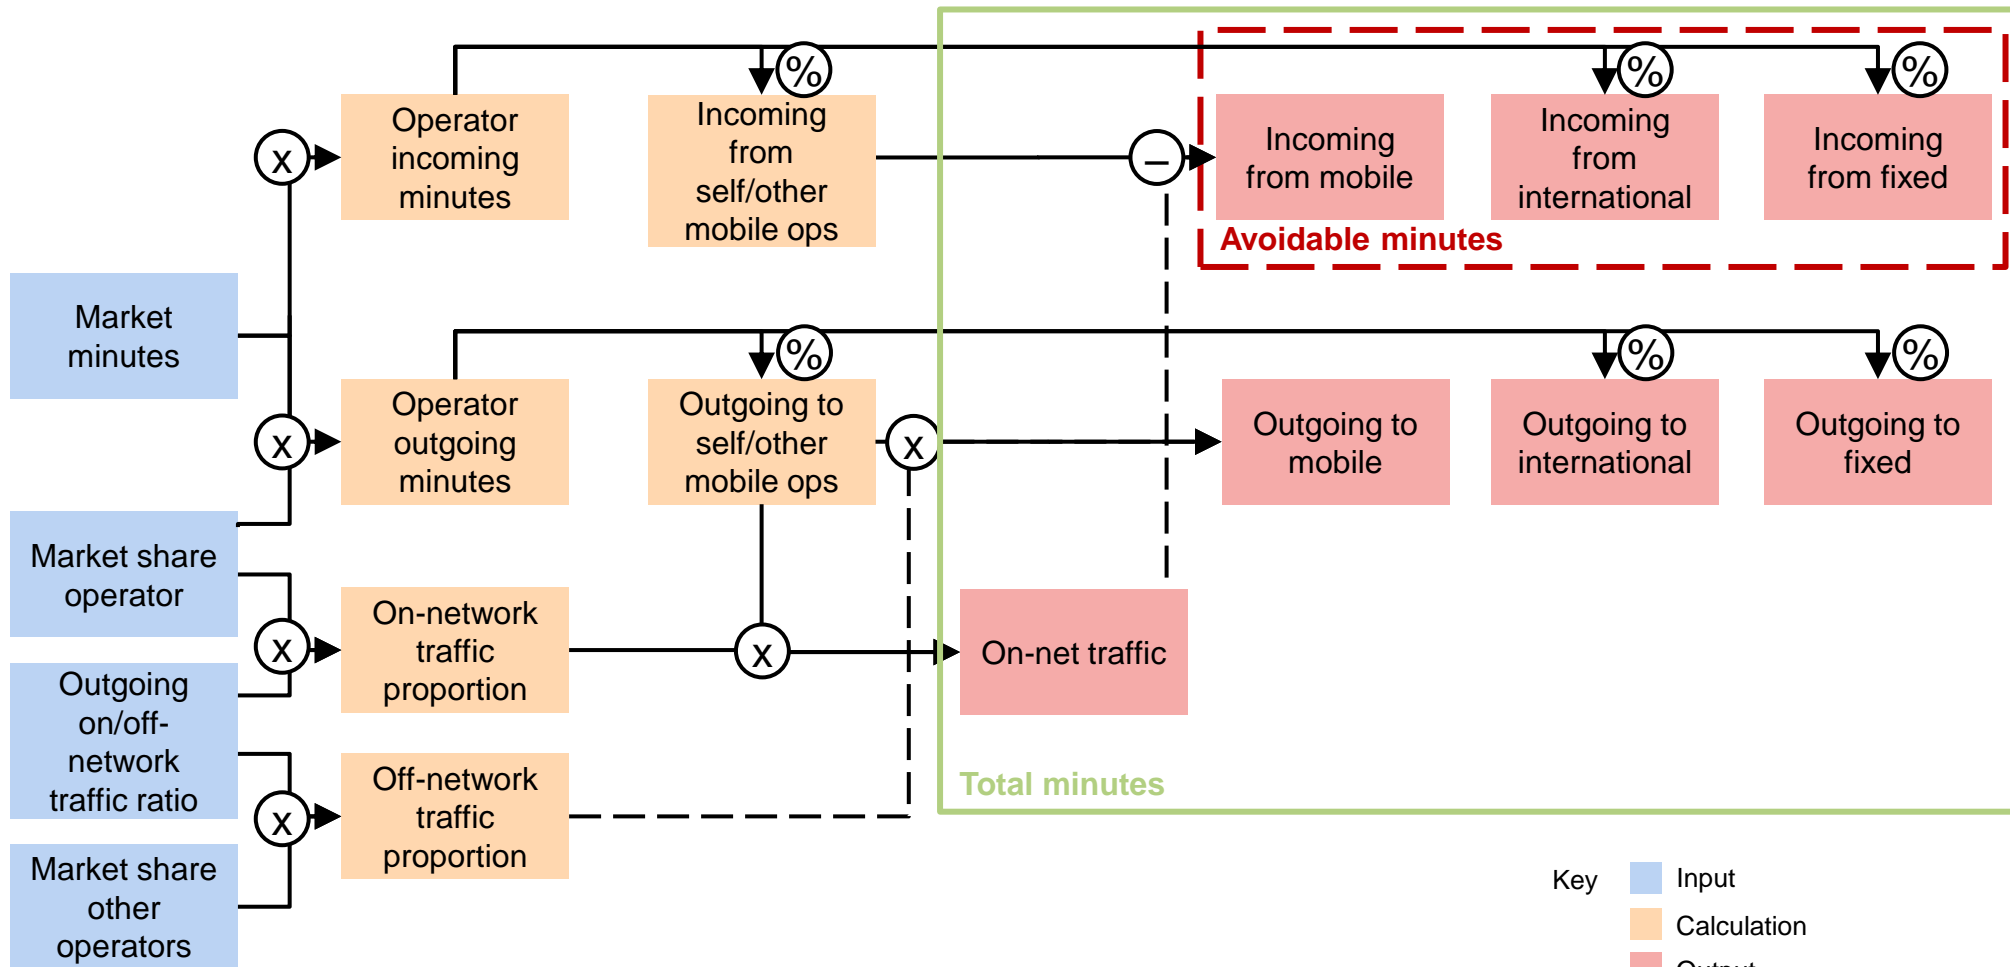 %
%
%
Operator
incoming
minutes
Incoming
from
self/other
mobile ops
Incoming
from mobile
Incoming
from
international
Incoming
from fixed
x
–
Avoidable minutes
Market
minutes
%
%
%
Operator
outgoing
minutes
Outgoing to
self/other
mobile ops
Outgoing to
mobile
Outgoing to
international
Outgoing to
fixed
x
x
Market share
operator
On-network
traffic
proportion
x
x
On-net traffic
Outgoing
on/off-
network
traffic ratio
Off-network
traffic
proportion
x
Total minutes
Market share
other
operators
Key
Input
Calculation
Output